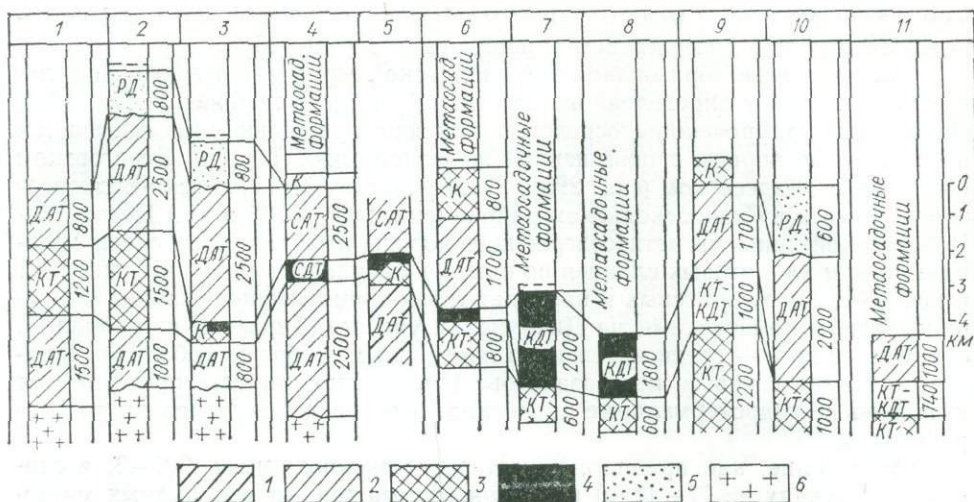 1 2 3 4 5 6 7 8 9 10 11
ДАТ 800
КТ 1200
ДАТ 1500
РД 800
ДАТ 2500
КТ 1500
ДАТ 1000
РД 800
ДАТ 2500
К
ДАТ 800
Метаосад. формации
К
САТ 2500
СДТ
ДАТ 2500
САТ
К
ДАТ
Метаосад. формации
К 800
ДАТ 1700
КТ 800
Метаосадочные формации
КДТ 2000
КТ 600
Метаосадочные формации
КДТ 1800
КТ 600
К
ДАТ 1700
КТ-КДТ 1000
КТ 2200
РД 600
ДАТ 2000
КТ 1000
Метаосадочные формации
ДАТ 1000
КТ-КДТ 740
КТ
0
1
2
3
4
км
1 2 3 4 5 6